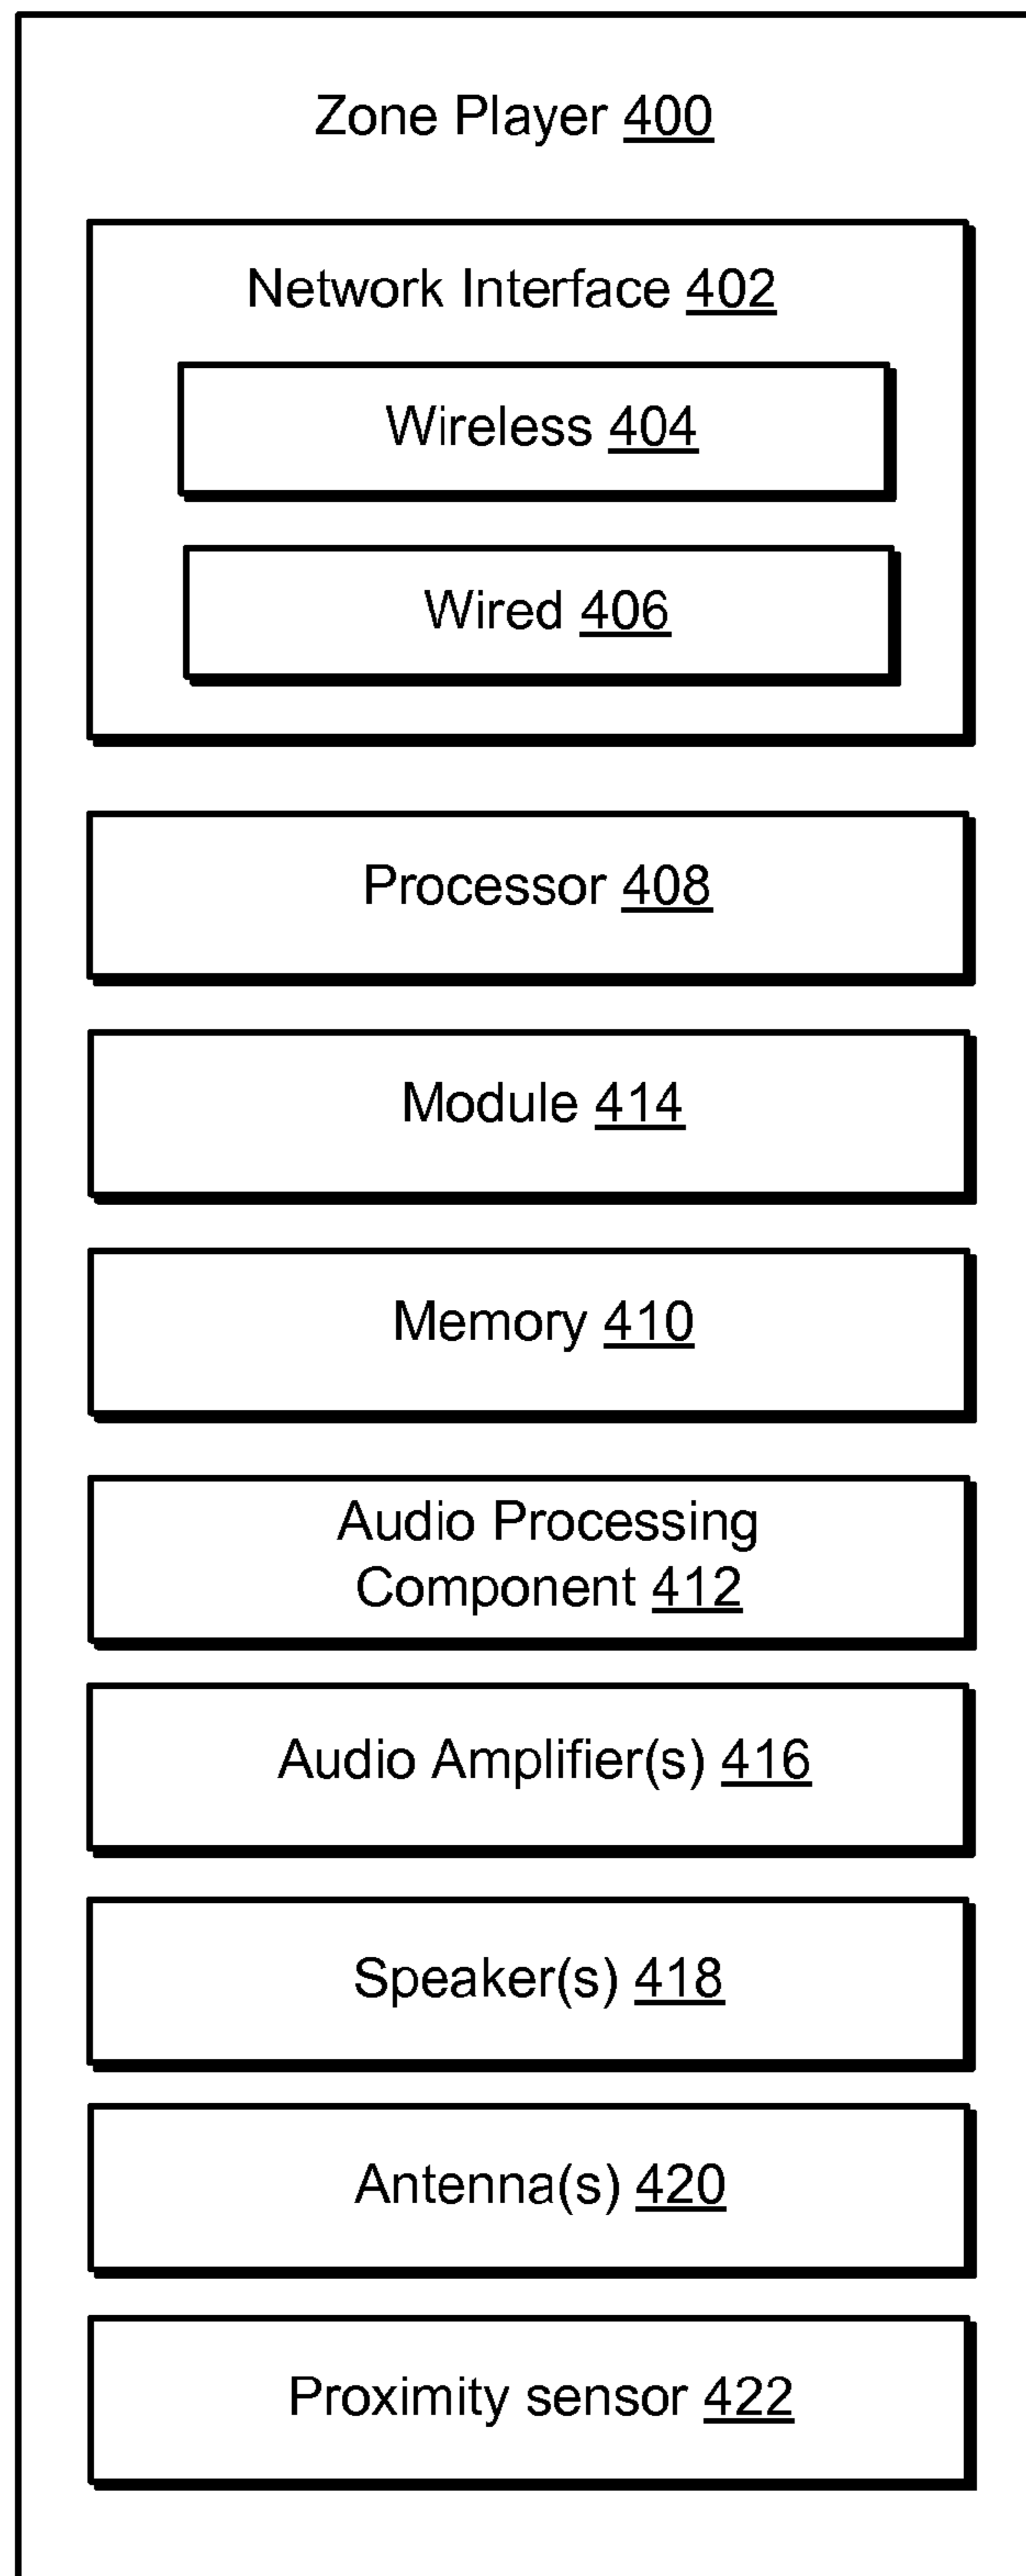 Zone Player 400
Network Interface 402
Wireless 404
Wired 406
Processor 408
Module 414
Memory 410
Audio Processing
Component 412
Audio Amplifier(s) 416
Speaker(s) 418
Antenna(s) 420
Proximity sensor 422